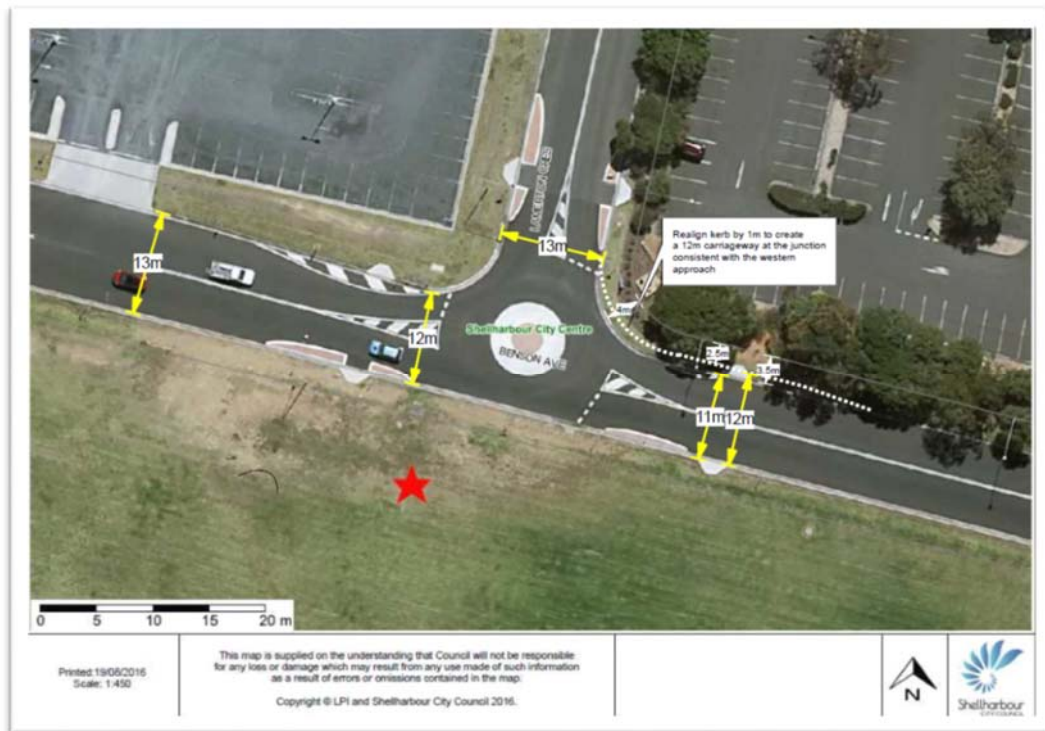 LAMERTON CRES
Realign kerb by 1m to create
a 12m carriageway at the junction
consistent with the western
approach
13m
13m
4m
12m
Shellharbour City Centre
BENSON AVE
2.5m
3.5m
11m
12m
0 5 10 15 20 m
Printed:19/08/2016
Scale: 1:450
This map is supplied on the understanding that Council will not be responsible
for any loss or damage which may result from any use made of such information
as a result of errors or omissions contained in the map.
Copyright © LPI and Shellharbour City Council 2016.
N
Shellharbour
CITY COUNCIL